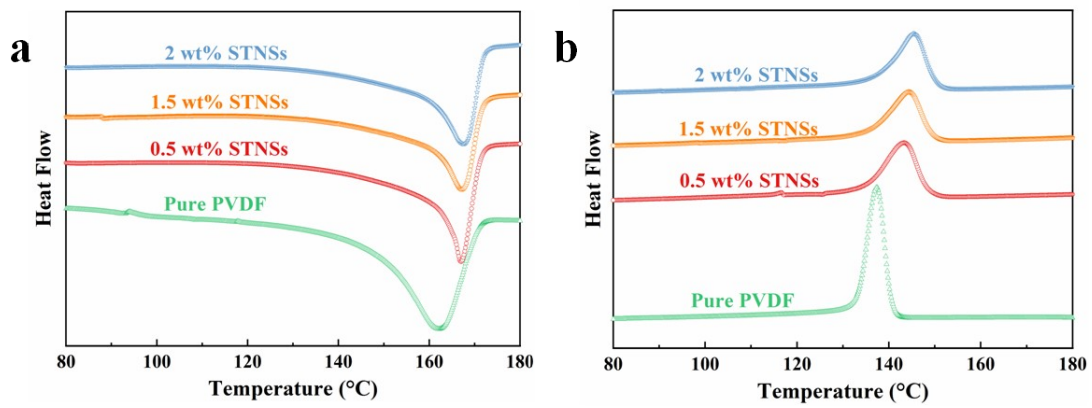 a
2 wt% STNSs
1.5 wt% STNSs
0.5 wt% STNSs
Pure PVDF
Heat Flow
80 100 120 140 160 180
Temperature (°C)
b
2 wt% STNSs
1.5 wt% STNSs
0.5 wt% STNSs
Pure PVDF
Heat Flow
80 100 120 140 160 180
Temperature (°C)